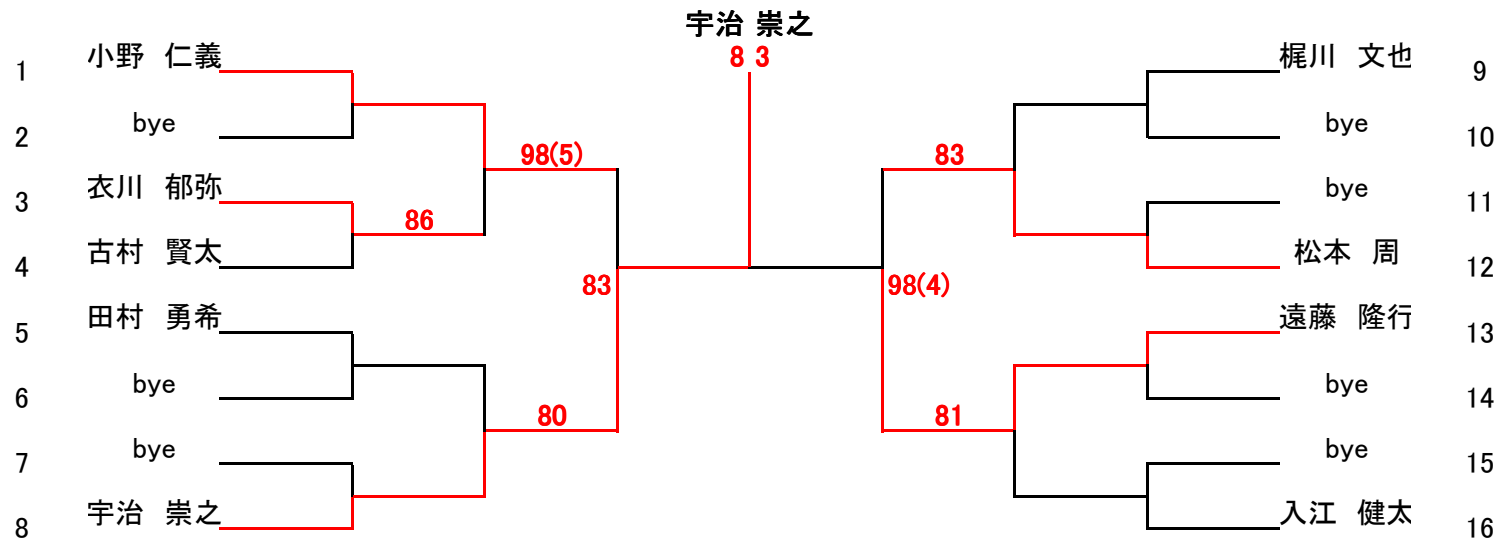 宇治 崇之
8 3
1 小野 仁義
2 bye
98(5)
3 衣川 郁弥
86
4 古村 賢太
83
5 田村 勇希
6 bye
80
7 bye
8 宇治 崇之
梶川 文也 9
bye 10
83
bye 11
松本 周 12
98(4)
遠藤 隆行 13
bye 14
81
bye 15
入江 健太 16